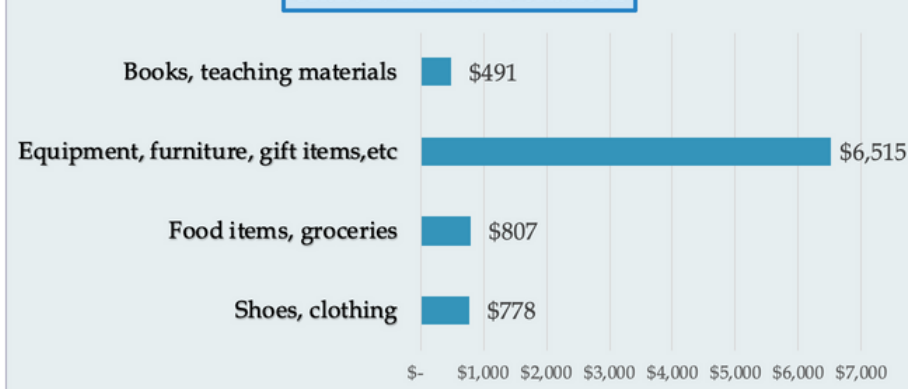 Books, teaching materials $491
Equipment, furniture, gift items,etc $6,515
Food items, groceries $807
Shoes, clothing $778
$- $1,000 $2,000 $3,000 $4,000 $5,000 $6,000 $7,000